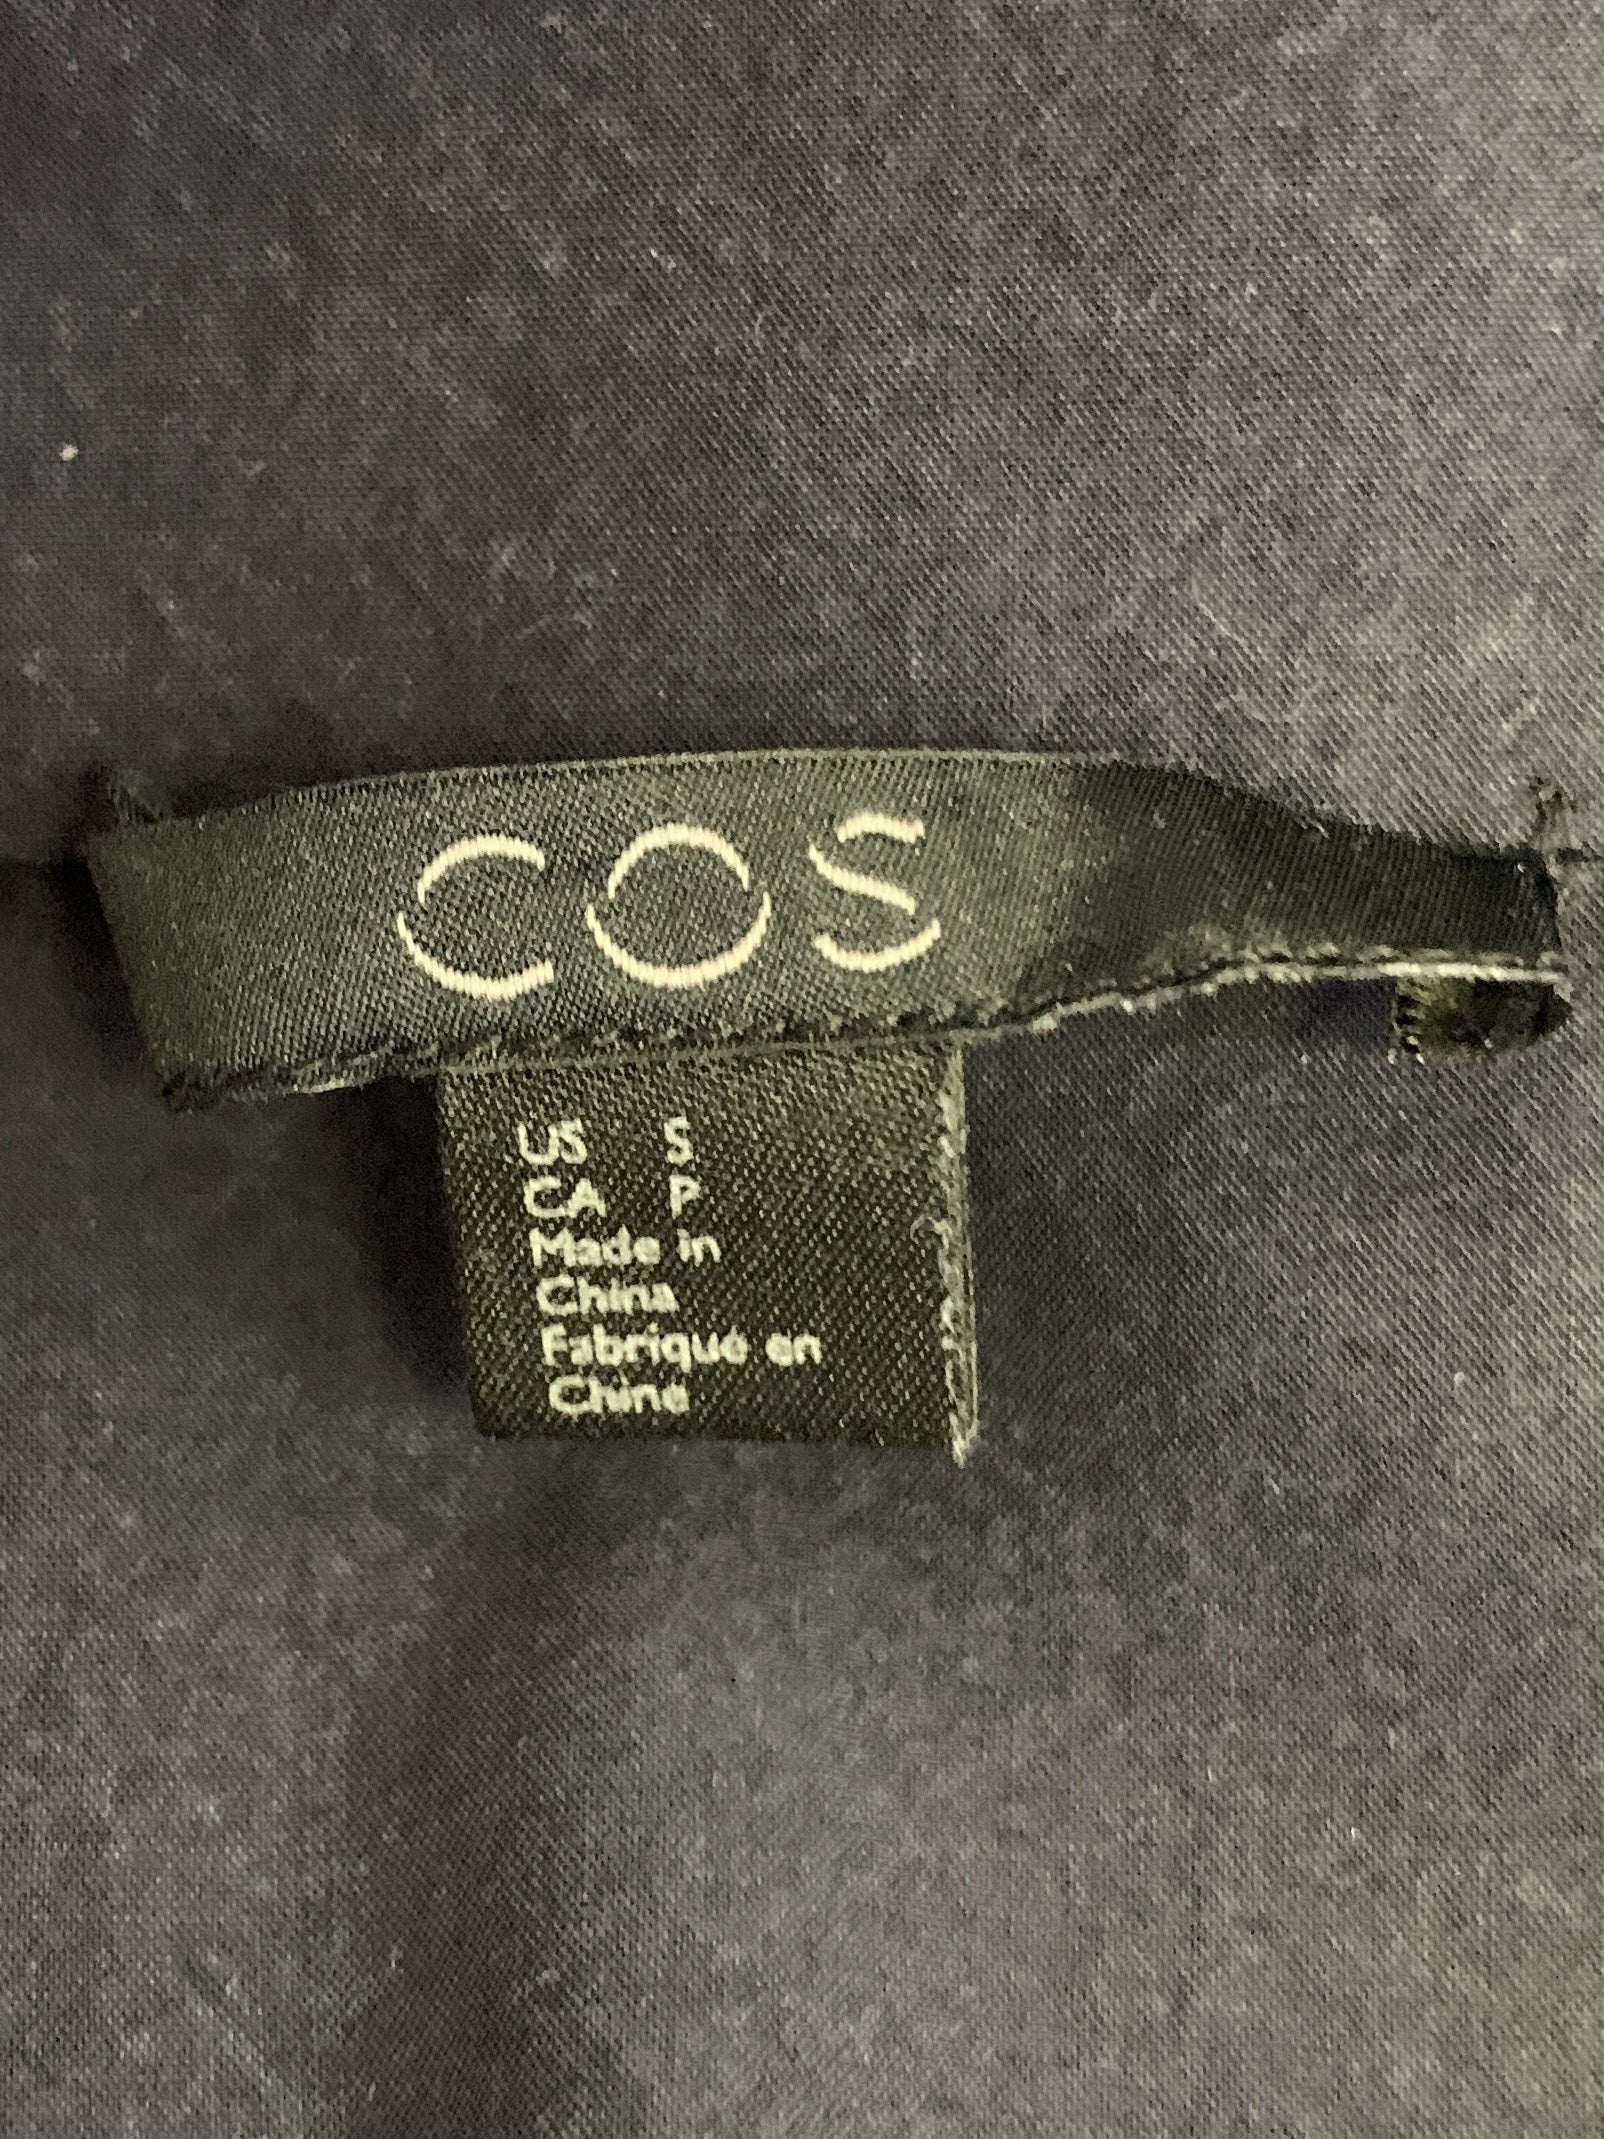 COS
US S
CA P
Made in
China
Fabriqué en
Chine